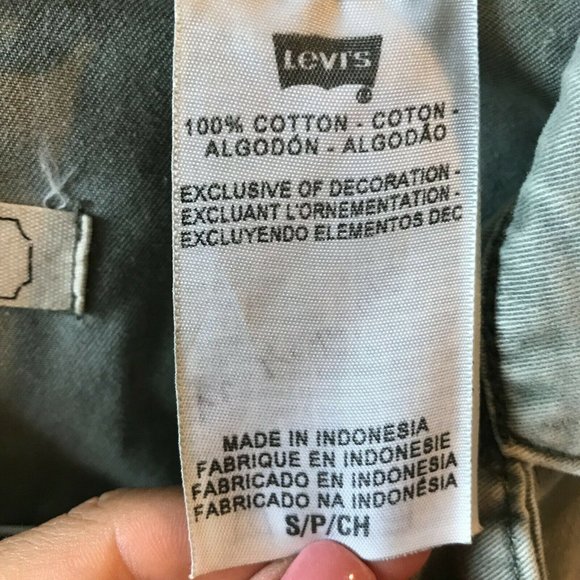 Levi's
®
100% COTTON - COTON -
ALGODÓN - ALGODÃO
EXCLUSIVE OF DECORATION -
EXCLUANT L'ORNEMENTATION -
EXCLUYENDO ELEMENTOS DEC
MADE IN INDONESIA
FABRIQUE EN INDONESIE
FABRICADO EN INDONÉSIA
FABRICADO NA INDONÉSIA
S/P/CH